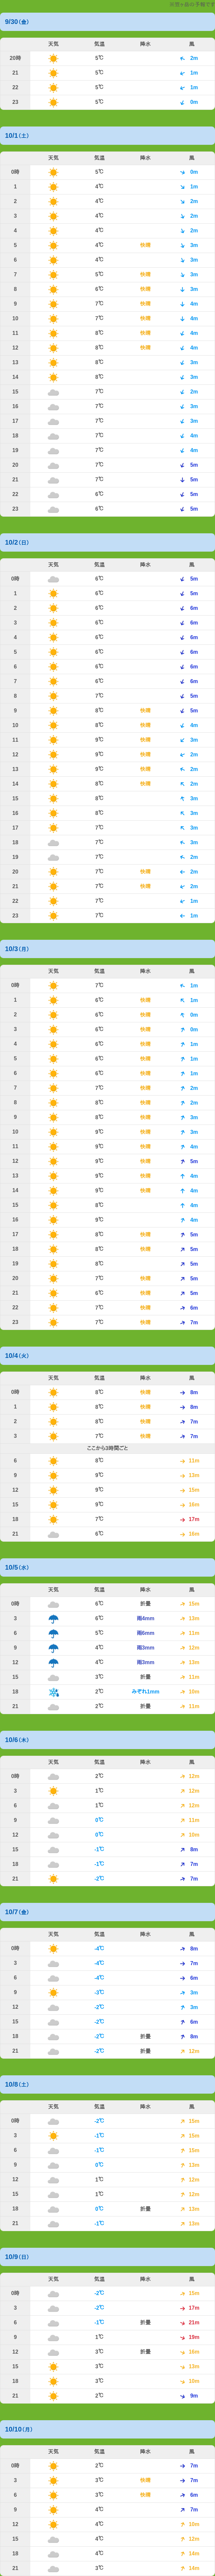 9/30(金)
天気 気温 降水 風
20時 5℃ 2m
21 5℃ 1m
22 5℃ 1m
23 5℃ 0m
10/1(土)
天気 気温 降水 風
0時 5℃ 0m
1 4℃ 1m
2 4℃ 2m
3 4℃ 2m
4 4℃ 2m
5 4℃ 快晴 3m
6 4℃ 3m
7 5℃ 快晴 3m
8 6℃ 快晴 3m
9 7℃ 快晴 4m
10 7℃ 快晴 4m
11 8℃ 快晴 4m
12 8℃ 快晴 4m
13 8℃ 3m
14 8℃ 3m
15 7℃ 2m
16 7℃ 3m
17 7℃ 3m
18 7℃ 4m
19 7℃ 4m
20 7℃ 5m
21 7℃ 5m
22 6℃ 5m
23 6℃ 5m
10/2(日)
天気 気温 降水 風
0時 6℃ 5m
1 6℃ 5m
2 6℃ 6m
3 6℃ 6m
4 6℃ 6m
5 6℃ 6m
6 6℃ 6m
7 6℃ 6m
8 7℃ 5m
9 8℃ 快晴 5m
10 8℃ 快晴 4m
11 9℃ 快晴 3m
12 9℃ 快晴 2m
13 9℃ 快晴 2m
14 8℃ 快晴 2m
15 8℃ 3m
16 8℃ 3m
17 7℃ 3m
18 7℃ 3m
19 7℃ 2m
20 7℃ 快晴 2m
21 7℃ 快晴 2m
22 7℃ 1m
23 7℃ 1m
10/3(月)
天気 気温 降水 風
0時 7℃ 1m
1 6℃ 快晴 1m
2 6℃ 快晴 0m
3 6℃ 快晴 0m
4 6℃ 快晴 1m
5 6℃ 快晴 1m
6 6℃ 快晴 1m
7 7℃ 快晴 2m
8 8℃ 快晴 2m
9 8℃ 快晴 3m
10 9℃ 快晴 3m
11 9℃ 快晴 4m
12 9℃ 快晴 5m
13 9℃ 快晴 4m
14 9℃ 快晴 4m
15 8℃ 4m
16 9℃ 4m
17 8℃ 快晴 5m
18 8℃ 快晴 5m
19 8℃ 5m
20 7℃ 快晴 5m
21 6℃ 快晴 5m
22 7℃ 快晴 6m
23 7℃ 快晴 7m
10/4(火)
天気 気温 降水 風
0時 8℃ 快晴 8m
1 8℃ 快晴 8m
2 8℃ 快晴 7m
3 7℃ 快晴 7m
ここから3時間ごと
6 8℃ 11m
9 9℃ 13m
12 9℃ 15m
15 9℃ 16m
18 7℃ 17m
21 6℃ 16m
10/5(水)
天気 気温 降水 風
0時 6℃ 折曇 15m
3 6℃ 雨4mm 13m
6 5℃ 雨6mm 11m
9 4℃ 雨3mm 12m
12 4℃ 雨3mm 13m
15 3℃ 折曇 11m
18 2℃ みぞれ1mm 10m
21 2℃ 折曇 11m
10/6(木)
天気 気温 降水 風
0時 2℃ 12m
3 1℃ 12m
6 1℃ 12m
9 0℃ 11m
12 0℃ 10m
15 -1℃ 8m
18 -1℃ 7m
21 -2℃ 7m
10/7(金)
天気 気温 降水 風
0時 -4℃ 8m
3 -4℃ 7m
6 -4℃ 6m
9 -3℃ 3m
12 -2℃ 3m
15 -2℃ 6m
18 -2℃ 折曇 8m
21 -2℃ 折曇 12m
10/8(土)
天気 気温 降水 風
0時 -2℃ 15m
3 -1℃ 15m
6 -1℃ 15m
9 0℃ 13m
12 1℃ 12m
15 1℃ 12m
18 0℃ 折曇 13m
21 -1℃ 13m
10/9(日)
天気 気温 降水 風
0時 -2℃ 15m
3 -2℃ 17m
6 -1℃ 折曇 21m
9 1℃ 19m
12 3℃ 折曇 16m
15 3℃ 13m
18 3℃ 10m
21 2℃ 9m
10/10(月)
天気 気温 降水 風
0時 2℃ 7m
3 3℃ 快晴 7m
6 3℃ 快晴 6m
9 4℃ 7m
12 4℃ 10m
15 4℃ 12m
18 4℃ 14m
21 3℃ 14m